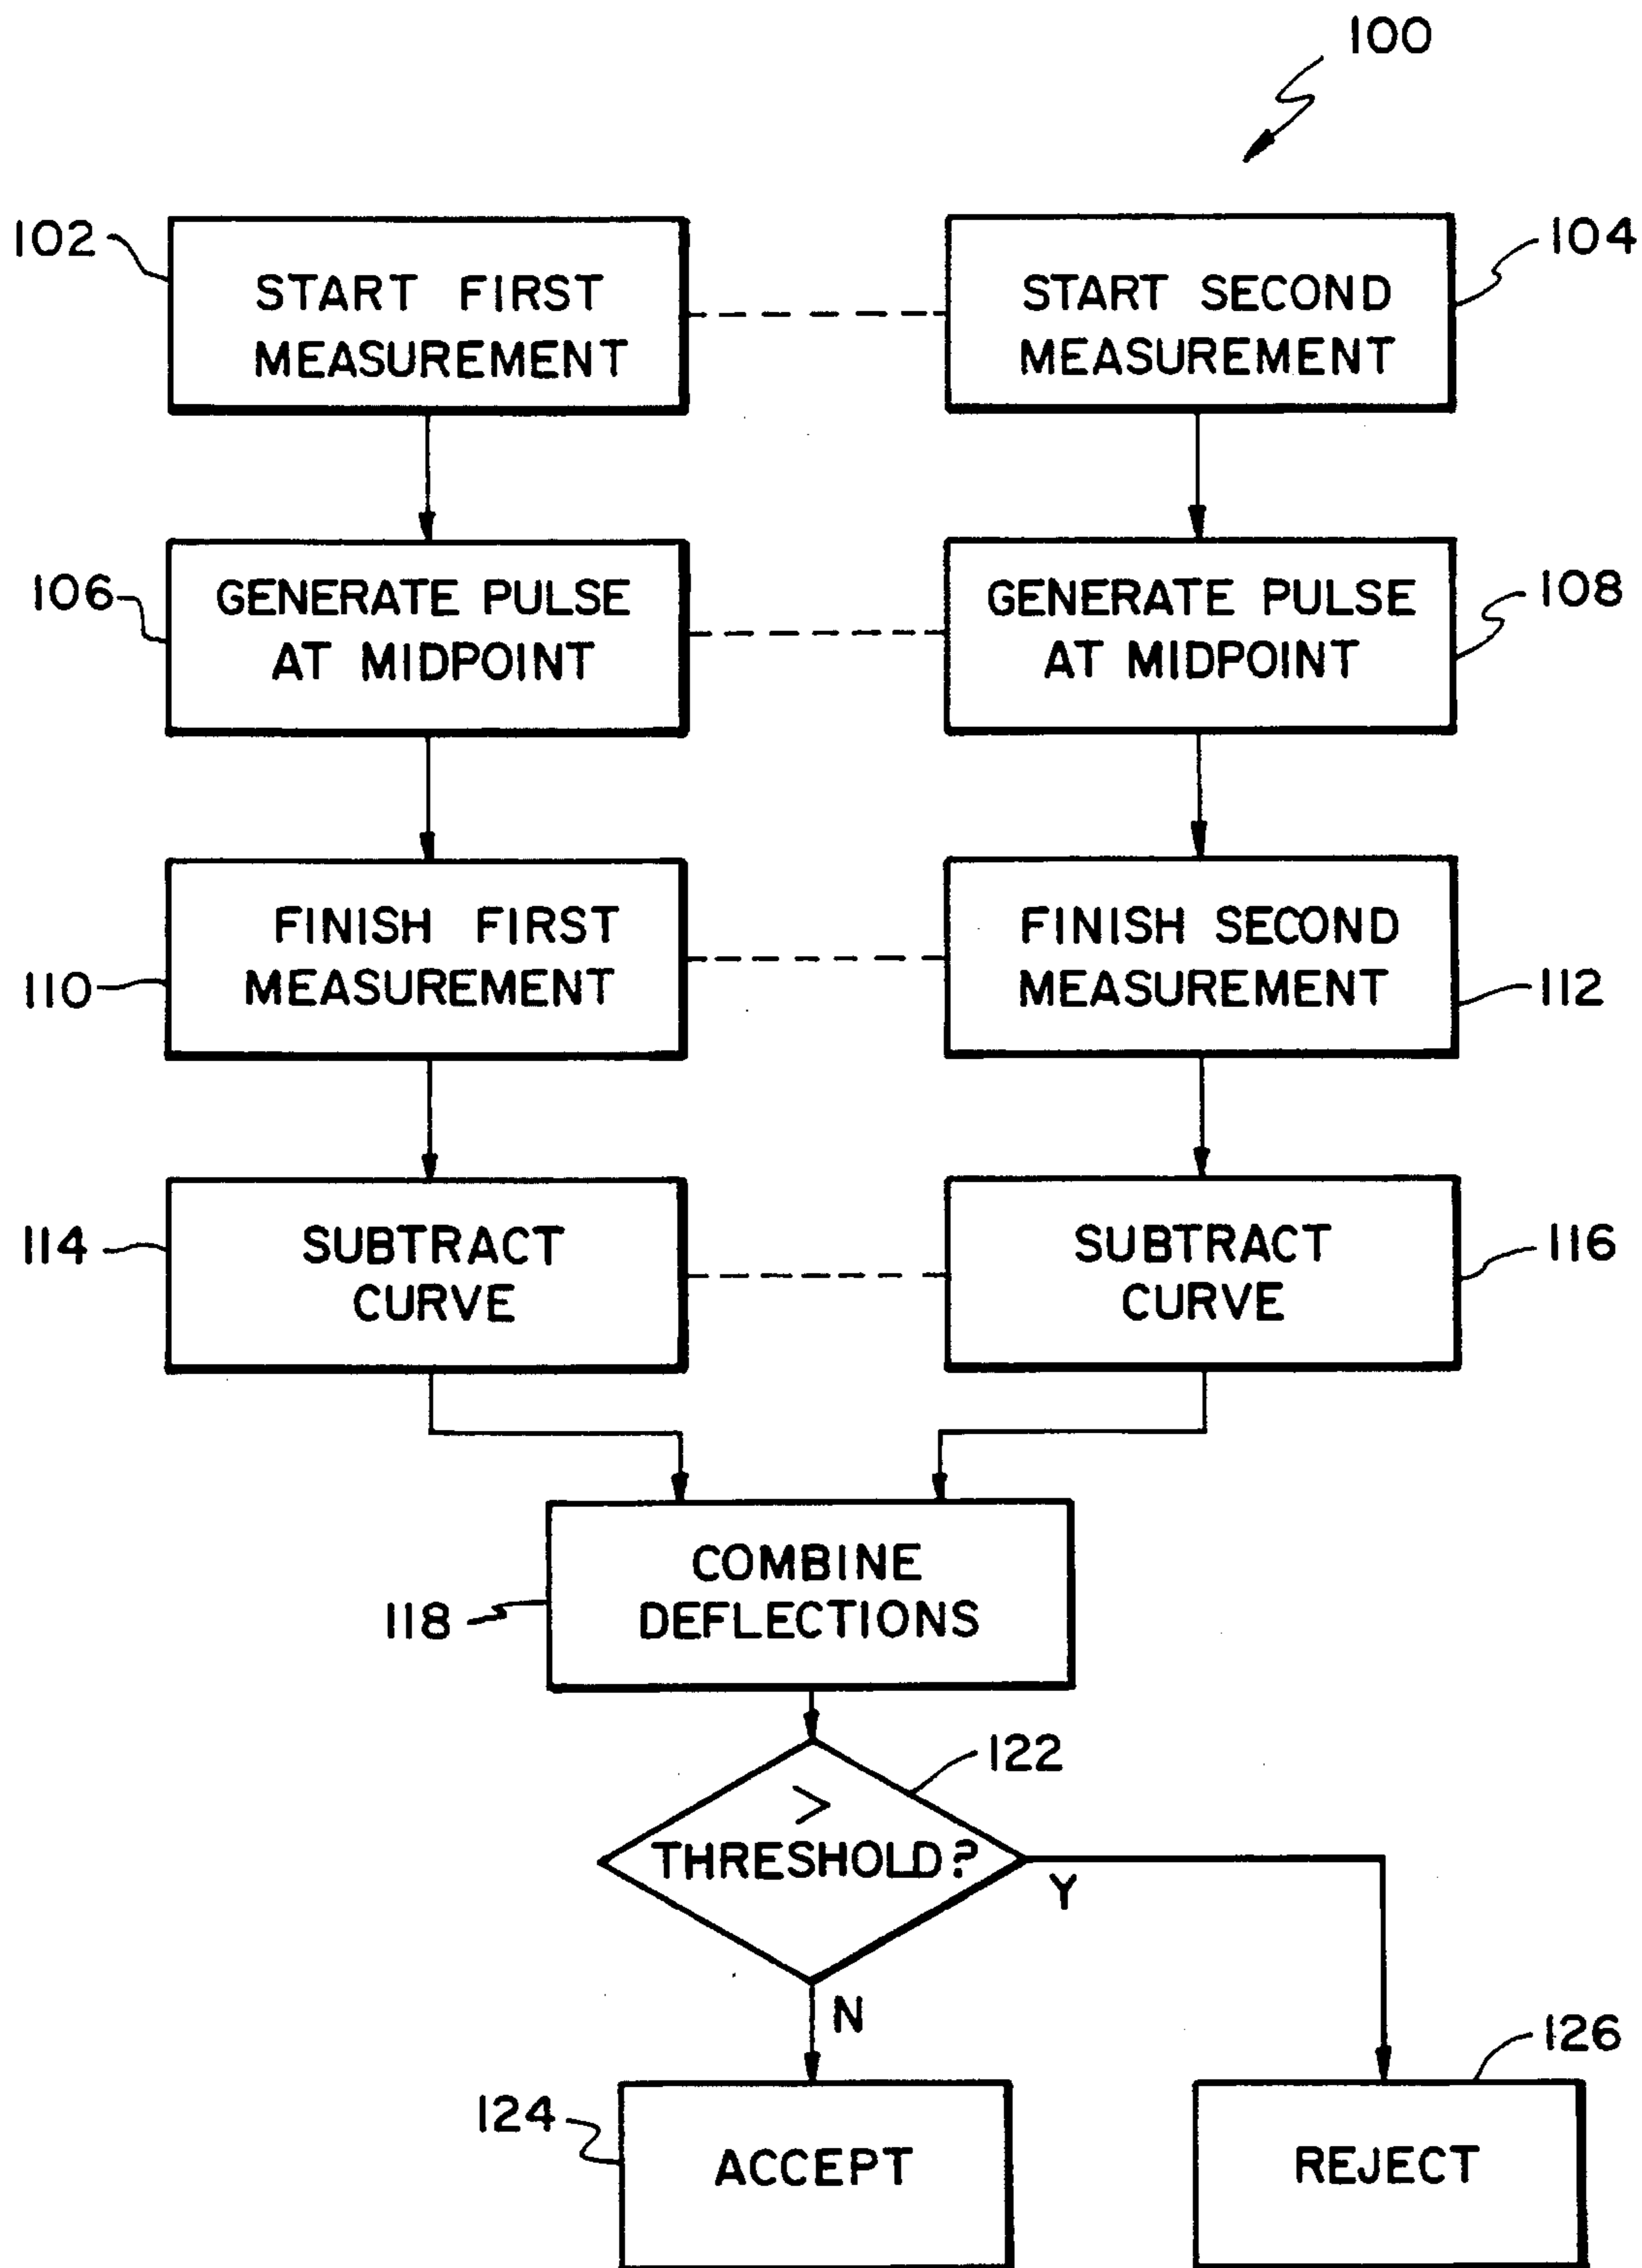 100
102
START FIRST
MEASUREMENT
START SECOND
MEASUREMENT
104
106
GENERATE PULSE
AT MIDPOINT
GENERATE PULSE
AT MIDPOINT
108
FINISH FIRST
MEASUREMENT
110
FINISH SECOND
MEASUREMENT
112
114
SUBTRACT
CURVE
SUBTRACT
CURVE
116
COMBINE
DEFLECTIONS
118
122
>
THRESHOLD?
Y
N
124
ACCEPT
126
REJECT